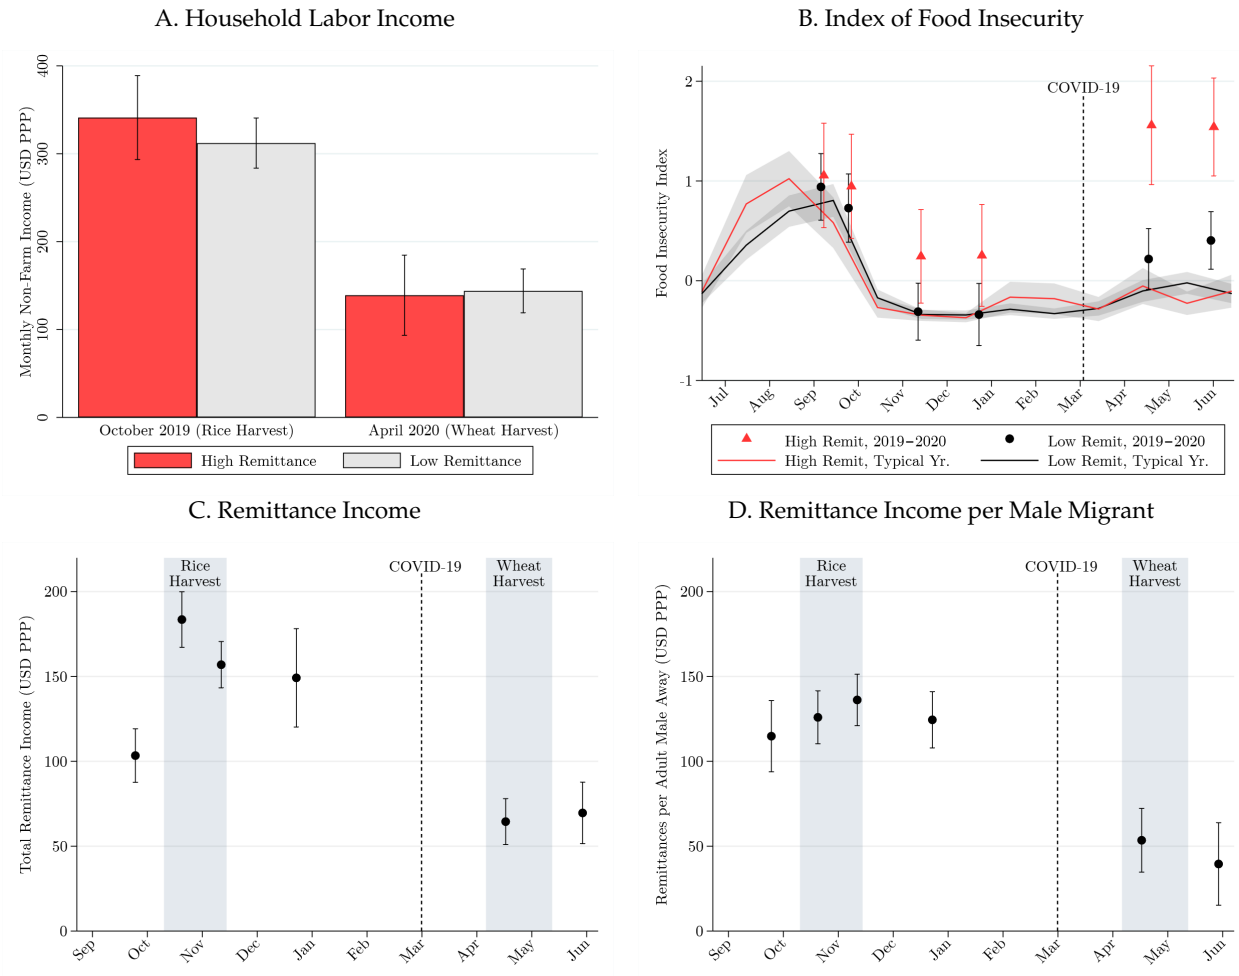 A. Household Labor Income
Monthly Non-Farm Income (USD PPP)
400
300
200
100
0
October 2019 (Rice Harvest)
April 2020 (Wheat Harvest)
High Remittance
Low Remittance
B. Index of Food Insecurity
Food Insecurity Index
2
1
0
-1
COVID-19
Jul
Aug
Sep
Oct
Nov
Dec
Jan
Feb
Mar
Apr
May
Jun
High Remit, 2019−2020
Low Remit, 2019−2020
High Remit, Typical Yr.
Low Remit, Typical Yr.
C. Remittance Income
Total Remittance Income (USD PPP)
200
150
100
50
0
Rice
Harvest
COVID-19
Wheat
Harvest
Sep
Oct
Nov
Dec
Jan
Feb
Mar
Apr
May
Jun
D. Remittance Income per Male Migrant
Remittances per Adult Male Away (USD PPP)
200
150
100
50
0
Rice
Harvest
COVID-19
Wheat
Harvest
Sep
Oct
Nov
Dec
Jan
Feb
Mar
Apr
May
Jun